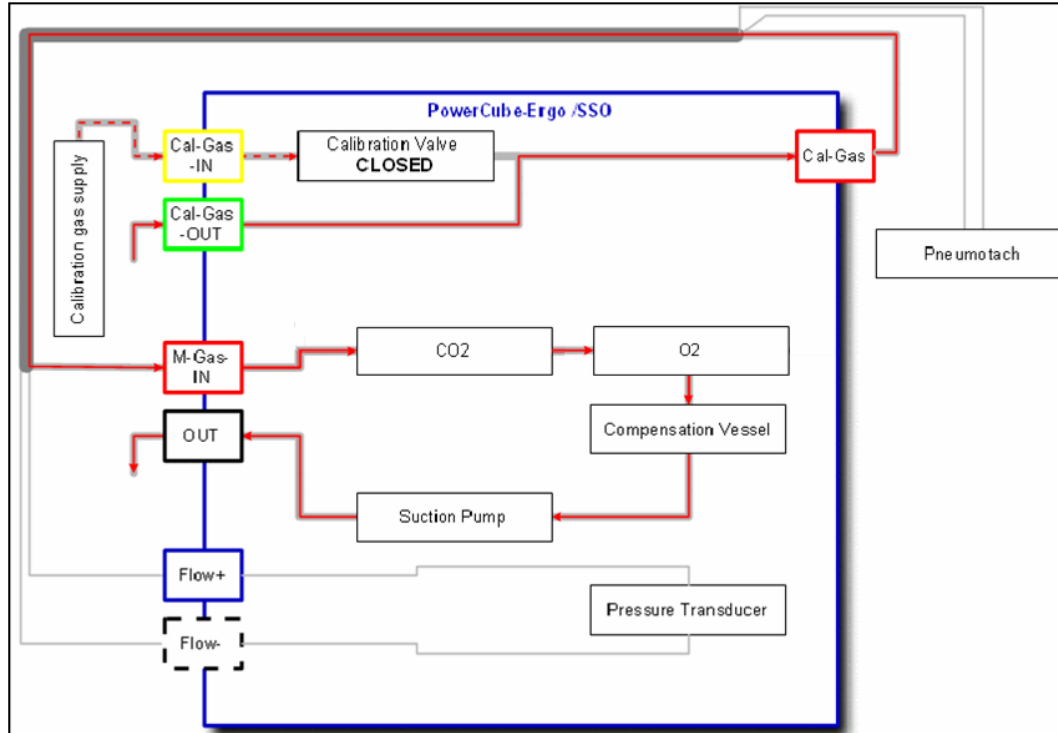 PowerCube-Ergo /SSO
Calibration gas supply
Cal-Gas
-IN
Calibration Valve
CLOSED
Cal-Gas
Cal-Gas
-OUT
Pneumotach
M-Gas-
IN
CO2
O2
OUT
Compensation Vessel
Suction Pump
Flow+
Pressure Transducer
Flow-